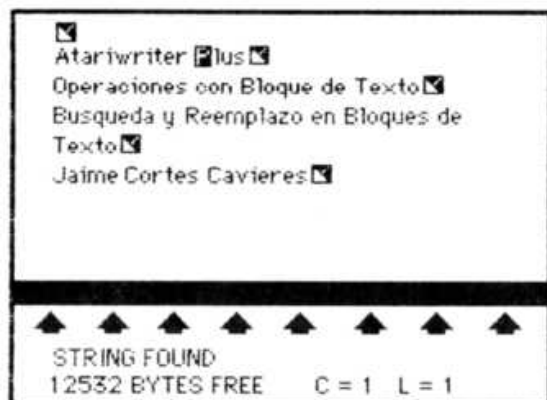 Atariwriter Plus
Operaciones con Bloque de Texto
Busqueda y Reemplazo en Bloques de
Texto
Jaime Cortes Cavieres
STRING FOUND
12532 BYTES FREE C = 1 L = 1